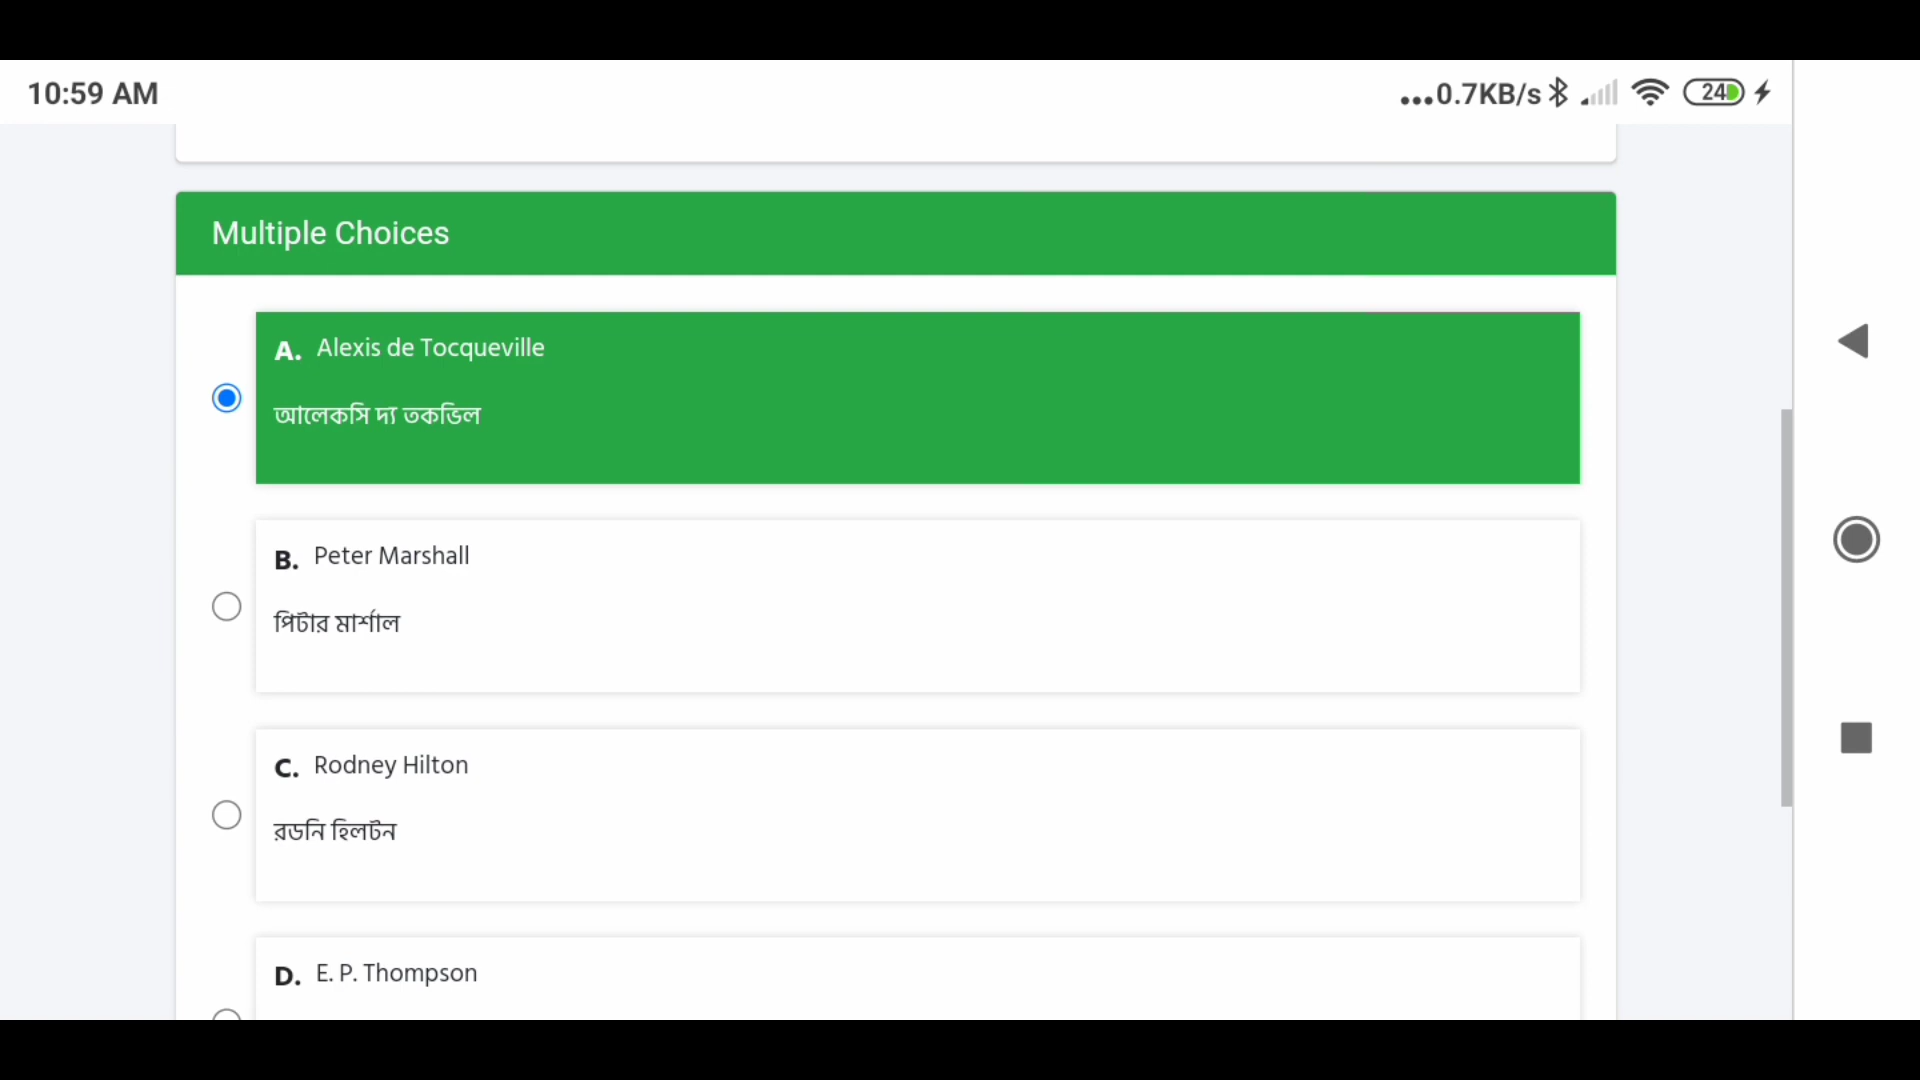 10:59 AM
...0.7KB/s 24
Multiple Choices
A. Alexis de Tocqueville
আলেকসি দ্য তকভিল
B. Peter Marshall
পিটার মার্শাল
C. Rodney Hilton
রডনি হিলটন
D. E. P. Thompson